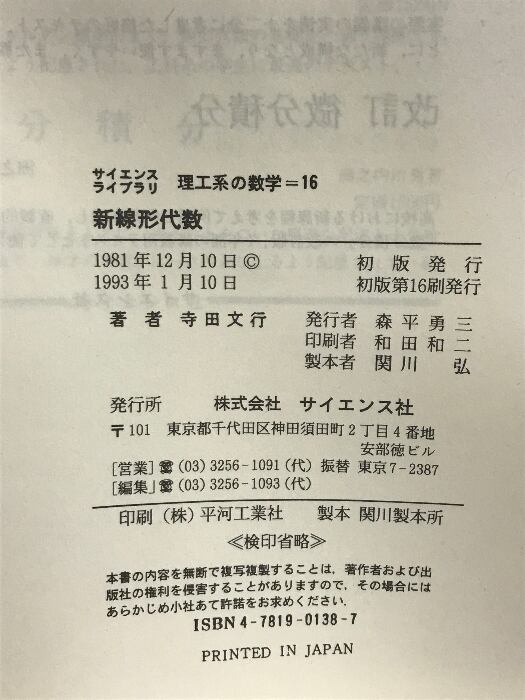 サイエンス
ライブラリ 理工系の数学＝16
新線形代数
1981年12月10日© 初版発行
1993年1月10日 初版第16刷発行
著者 寺田文行 発行者 森平勇三
印刷者 和田和二
製本者 関川 弘
発行所 株式会社 サイエンス社
〒101 東京都千代田区神田須田町2丁目4番地
安部徳ビル
［営業］☎(03)3256-1091(代) 振替 東京7-2387
［編集］☎(03)3256-1093(代)
印刷 (株)平河工業社 製本 関川製本所
≪検印省略≫
本書の内容を無断で複写複製することは，著作者および出
版社の権利を侵害することがありますので，その場合には
あらかじめ小社あて許諾をお求めください．
ISBN4-7819-0138-7
PRINTED IN JAPAN
改訂 微分積分